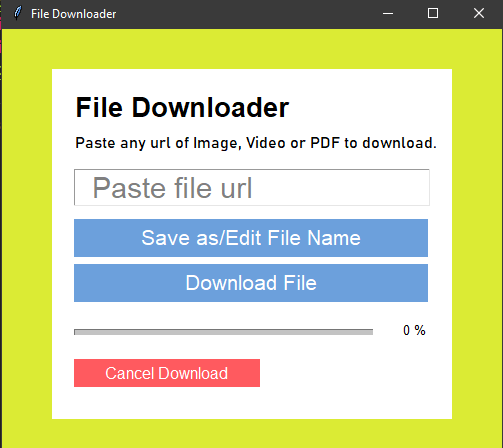 File Downloader
File Downloader
Paste any url of Image, Video or PDF to download.
Paste file url
Save as/Edit File Name
Download File
0 %
Cancel Download